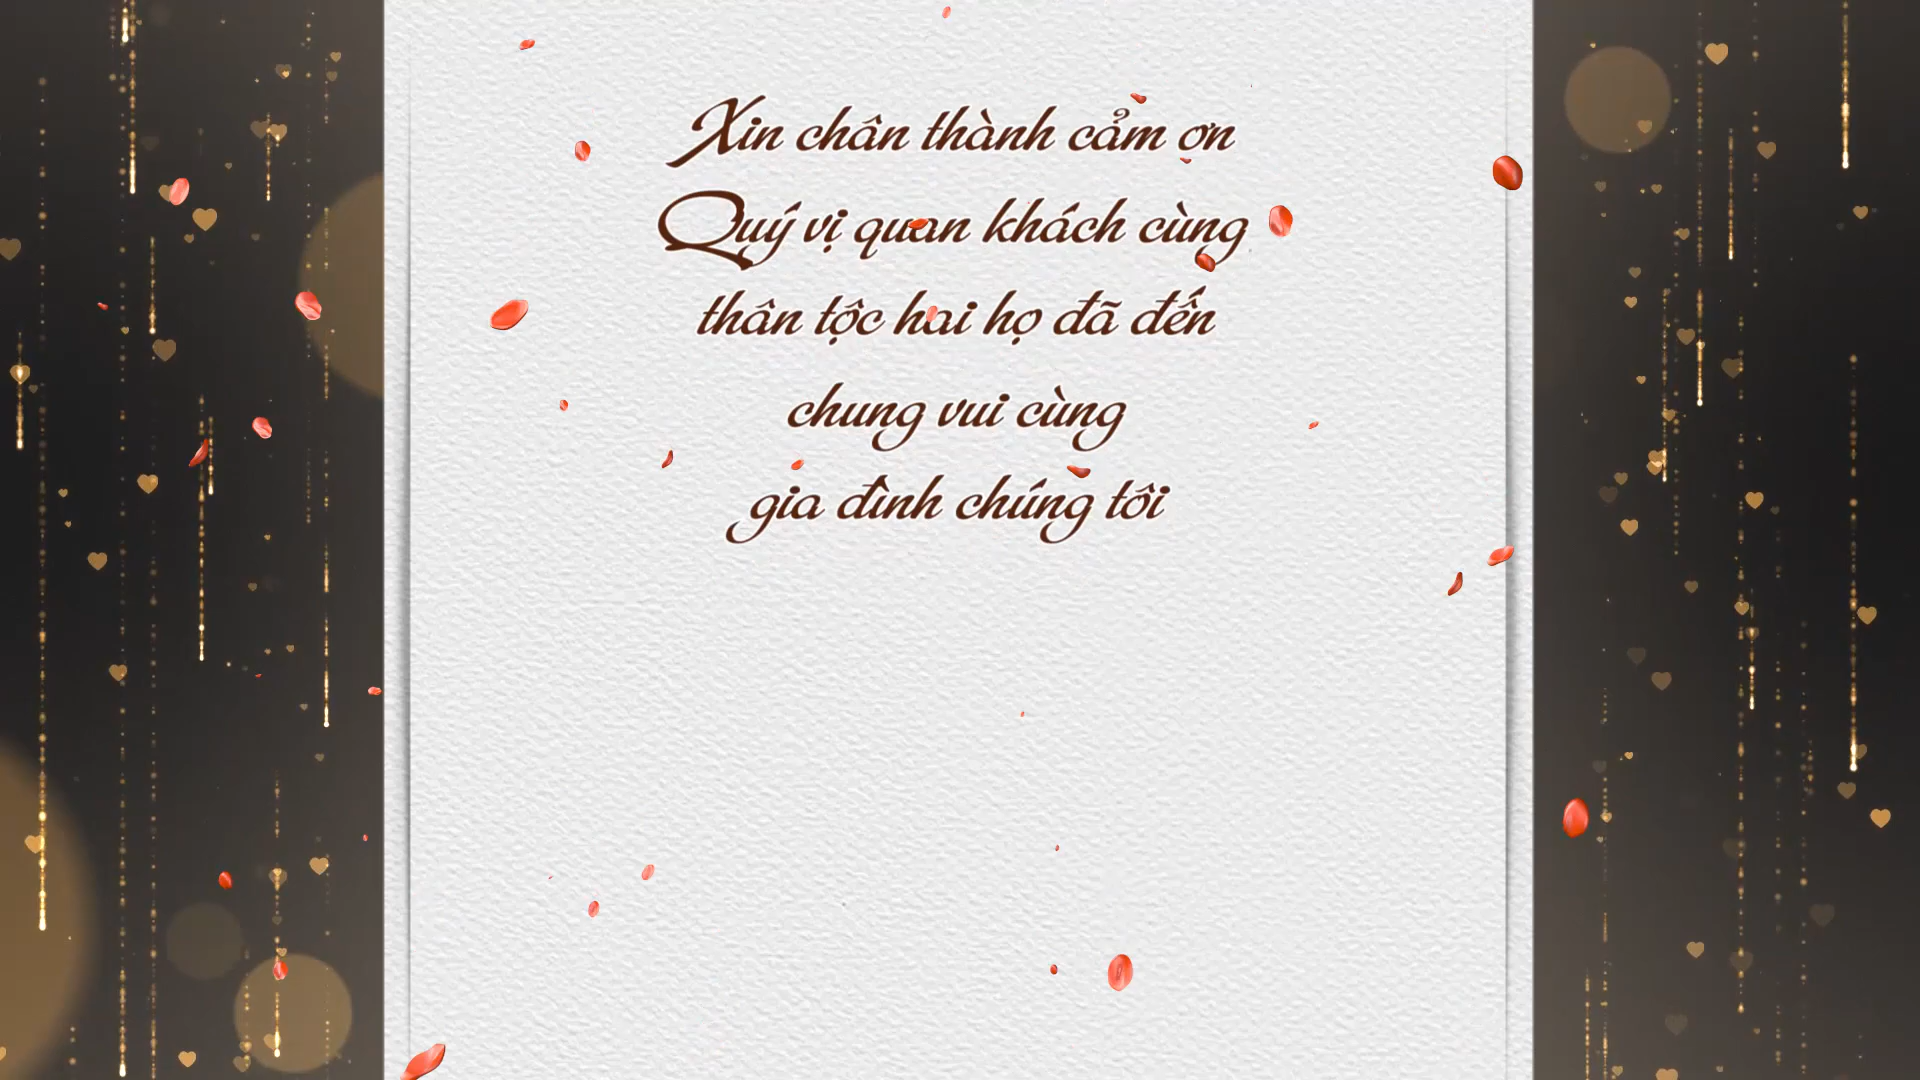 Xin chân thành cảm ơn
Quý vị quan khách cùng
thân tộc hai họ đã đến
chung vui cùng
gia đình chúng tôi